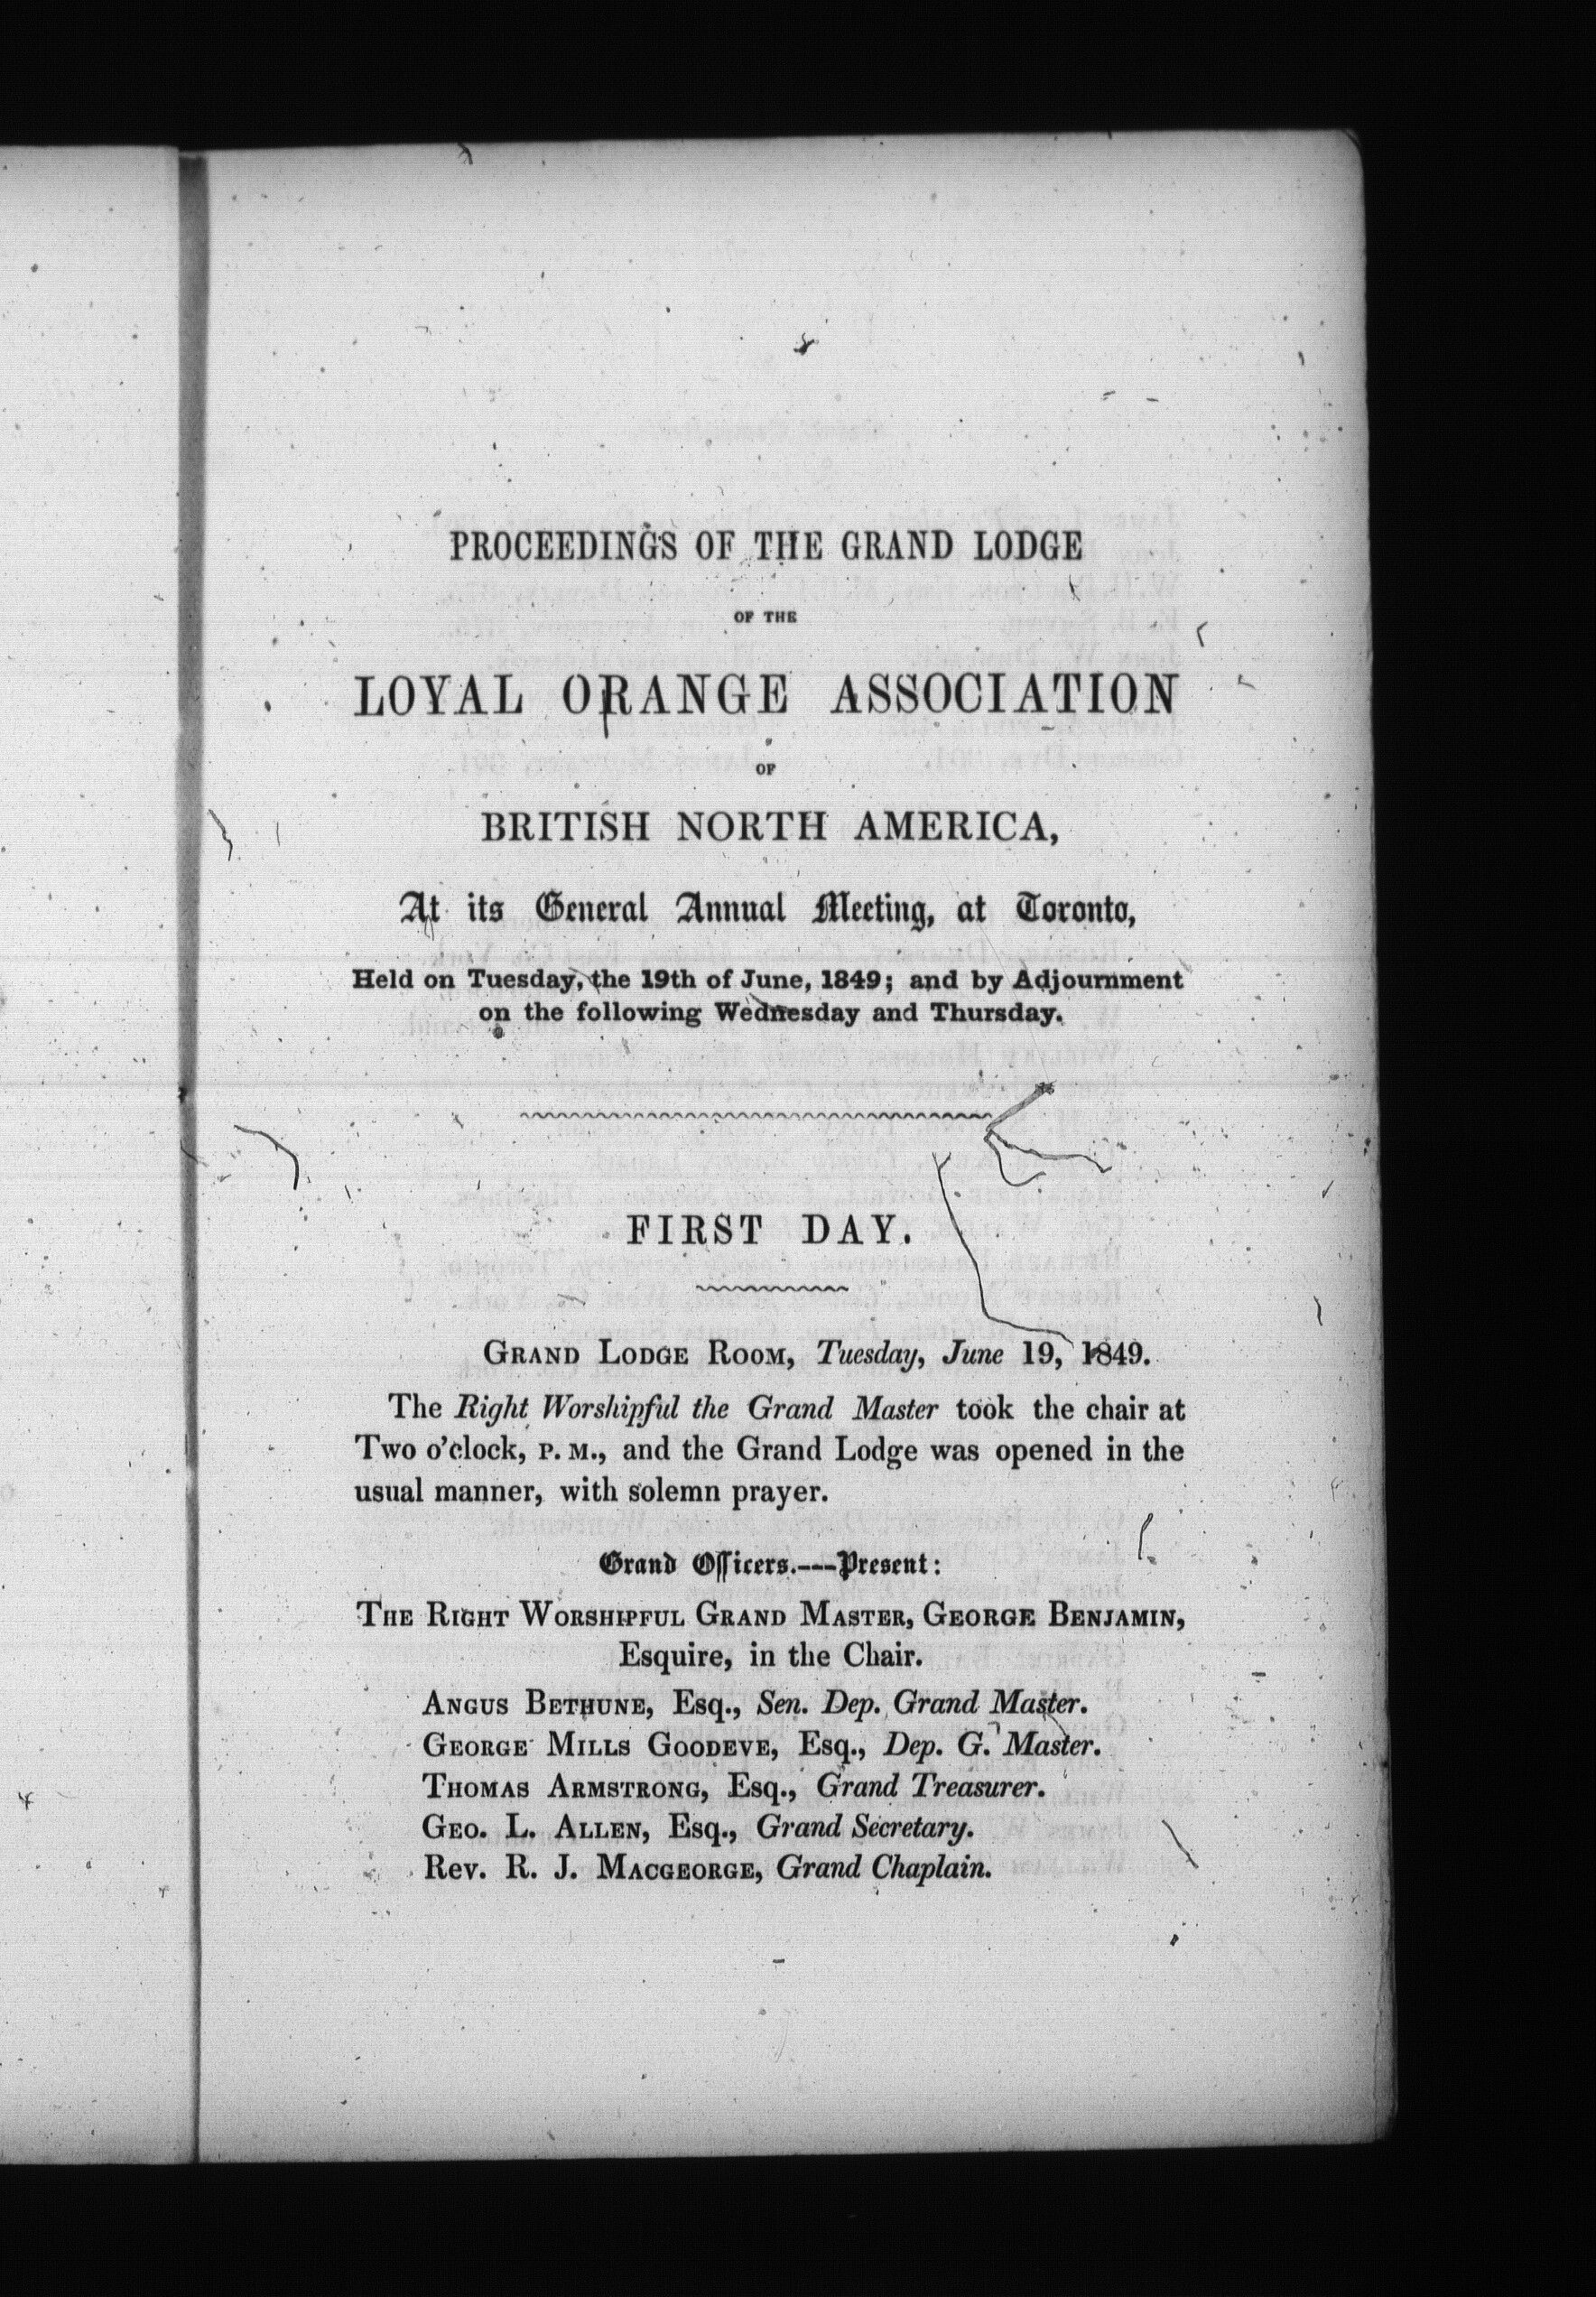 PROCEEDINGS OF THE GRAND LODGE
OF THE
LOYAL ORANGE ASSOCIATION
OF
BRITISH NORTH AMERICA,
At its General Annual Meeting, at Toronto,
Held on Tuesday, the 19th of June, 1849; and by Adjournment
on the following Wednesday and Thursday.
FIRST DAY.
GRAND LODGE ROOM, Tuesday, June 19, 1849.
The Right Worshipful the Grand Master took the chair at
Two o'clock, P. M., and the Grand Lodge was opened in the
usual manner, with solemn prayer.
Grand Officers.---Present:
THE RIGHT WORSHIPFUL GRAND MASTER, GEORGE BENJAMIN,
Esquire, in the Chair.
ANGUS BETHUNE, Esq., Sen. Dep. Grand Master.
GEORGE MILLS GOODEVE, Esq., Dep. G. Master.
THOMAS ARMSTRONG, Esq., Grand Treasurer.
GEO. L. ALLEN, Esq., Grand Secretary.
Rev. R. J. MACGEORGE, Grand Chaplain.